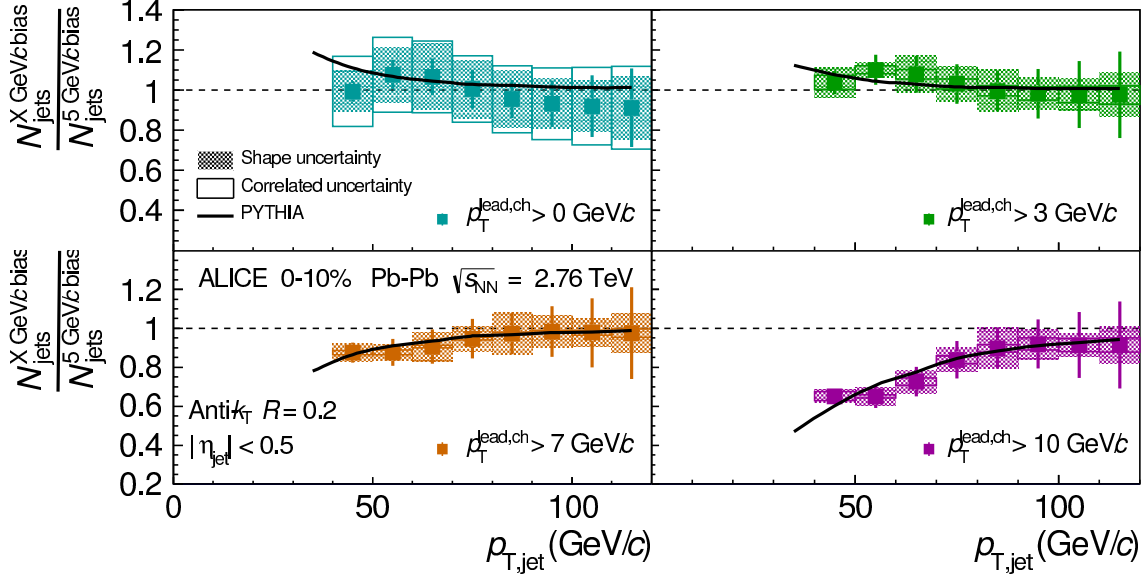 N_jets^X GeV/c bias
N_jets^5 GeV/c bias
1.4
1.2
1
0.8
0.6
0.4
Shape uncertainty
Correlated uncertainty
PYTHIA
p_T^lead,ch > 0 GeV/c
p_T^lead,ch > 3 GeV/c
N_jets^X GeV/c bias
N_jets^5 GeV/c bias
1.2
1
0.8
0.6
0.4
0.2
ALICE 0-10% Pb-Pb √s_NN = 2.76 TeV
Anti-k_T R = 0.2
|η_jet| < 0.5
p_T^lead,ch > 7 GeV/c
p_T^lead,ch > 10 GeV/c
0 50 100
50 100
p_T,jet (GeV/c)
p_T,jet (GeV/c)